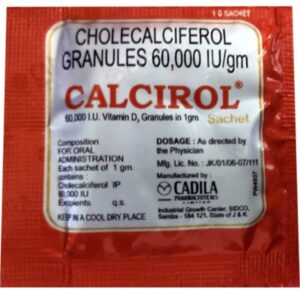 1 G SACHET
CHOLECALCIFEROL
GRANULES 60,000 IU/gm
CALCIROL®
Sachet
60,000 I.U. Vitamin D₃ Granules in 1gm
Composition
FOR ORAL
ADMINISTRATION
Each sachet of 1 gm.
contains :
Cholecalciferol IP
60,000 IU
Excipients q.s.
KEEP IN A COOL DRY PLACE
DOSAGE : As directed by
the Physician
Mfg. Lic. No. : JK/01/06-07/111
Manufactured by :
CADILA
PHARMACEUTICALS
LIMITED
Industrial Growth Center, SIDCO,
Samba - 184 121, State of J & K